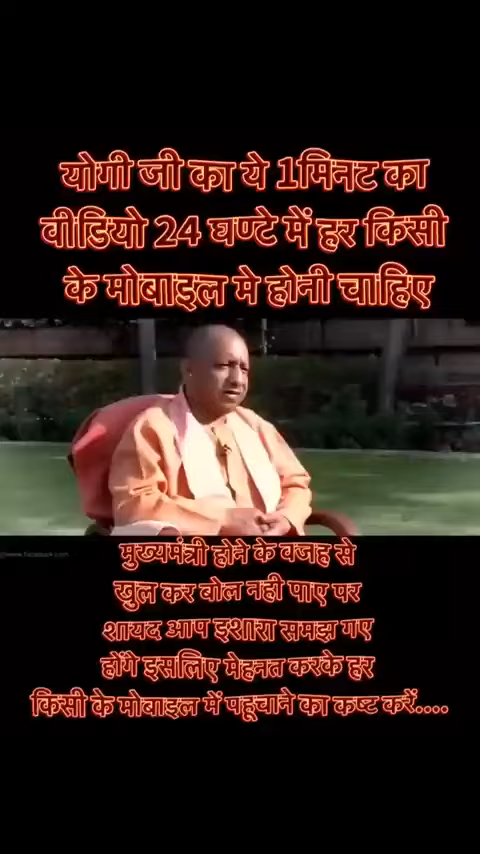 योगी जी का ये 1मिनट का
वीडियो 24 घण्टे में हर किसी
के मोबाइल मे होनी चाहिए
मुख्यमंत्री होने के वजह से
खुल कर बोल नही पाए पर
शायद आप इशारा समझ गए
होंगे इसलिए मेहनत करके हर
किसी के मोबाइल में पहूचाने का कष्ट करें....